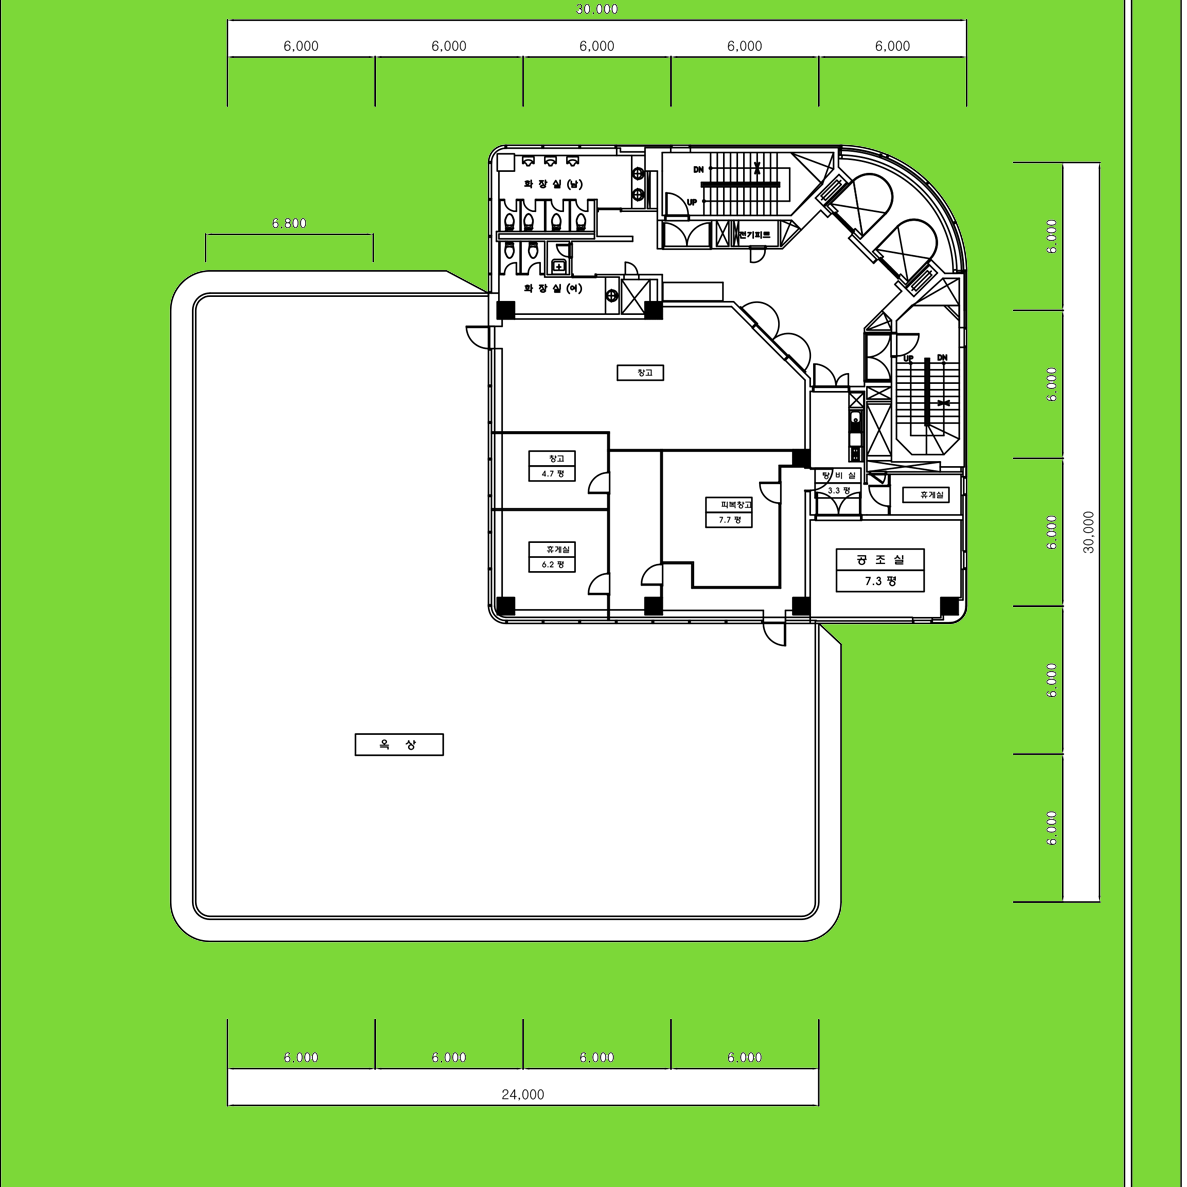 30.000
6,000 6,000 6,000 6,000 6,000
DN
화 장 실 (남)
UP
6.800
전기피트
6,000
화 장 실 (여)
UP DN
창고
6,000
창고
4.7 평
탕 비 실
3.3 평
휴게실
피복창고
7.7 평
6,000
30,000
휴게실
6.2 평
공 조 실
7.3 평
6.000
옥 상
6.000
6.000 6.000 6.000 6.000
24,000